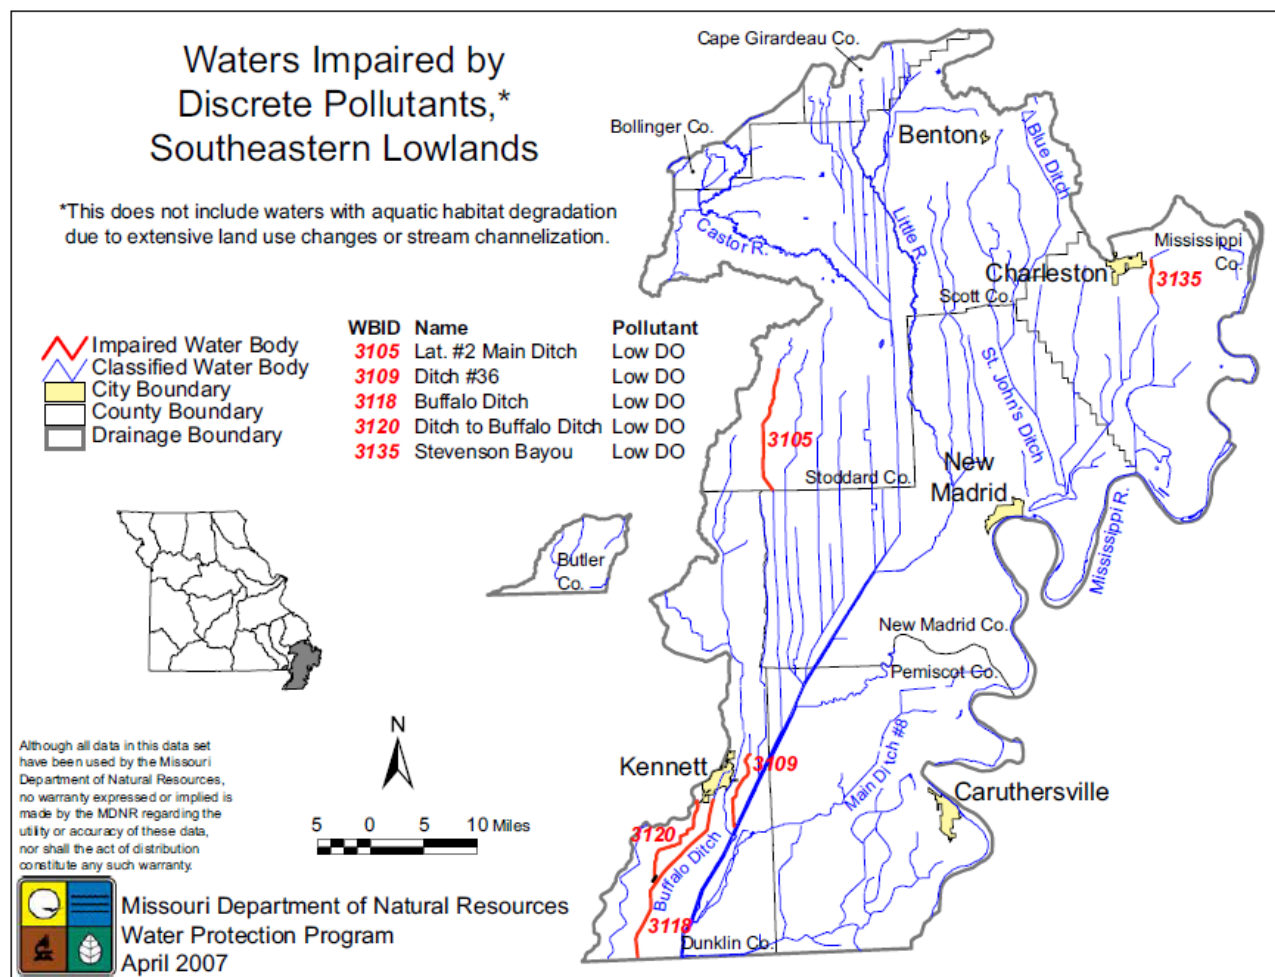 Waters Impaired by
Discrete Pollutants,*
Southeastern Lowlands
*This does not include waters with aquatic habitat degradation
due to extensive land use changes or stream channelization.
Impaired Water Body
Classified Water Body
City Boundary
County Boundary
Drainage Boundary
WBID Name Pollutant
3105 Lat. #2 Main Ditch Low DO
3109 Ditch #36 Low DO
3118 Buffalo Ditch Low DO
3120 Ditch to Buffalo Ditch Low DO
3135 Stevenson Bayou Low DO
Cape Girardeau Co.
Bollinger Co.
Benton
Blue Ditch
Castor R.
Little R.
Mississippi
Co.
Charleston
3135
Scott Co.
St. John's Ditch
3105
Stoddard Co.
New
Madrid
Mississippi R.
Butler
Co.
New Madrid Co.
Pemiscot Co.
Main Ditch #8
Kennett
3109
Caruthersville
3120
Buffalo Ditch
3118
Dunklin Co.
N
5 0 5 10 Miles
Although all data in this data set
have been used by the Missouri
Department of Natural Resources,
no warranty expressed or implied is
made by the MDNR regarding the
utility or accuracy of these data,
nor shall the act of distribution
constitute any such warranty.
Missouri Department of Natural Resources
Water Protection Program
April 2007